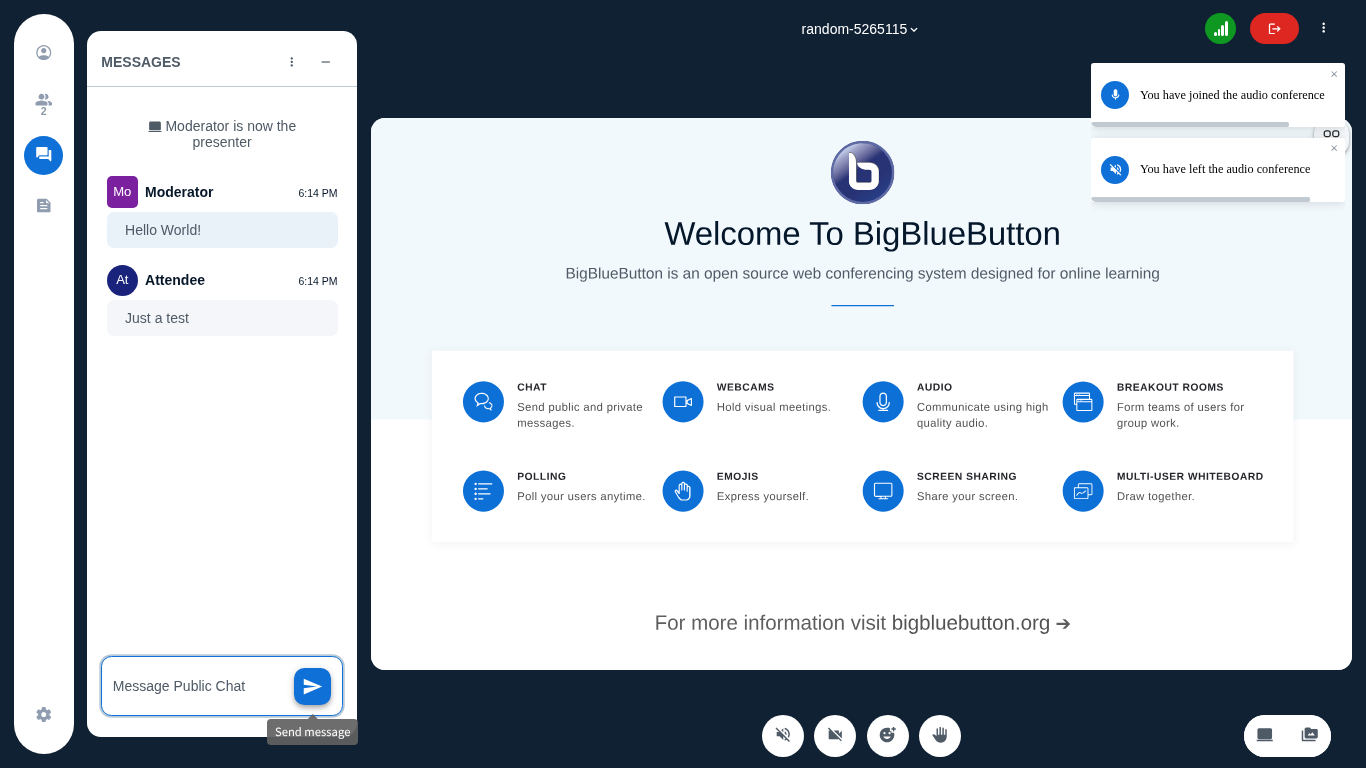 random-5265115
MESSAGES
2
Moderator is now the
presenter
Mo
Moderator
6:14 PM
Hello World!
At
Attendee
6:14 PM
Just a test
Message Public Chat
Send message
You have joined the audio conference
You have left the audio conference
Welcome To BigBlueButton
BigBlueButton is an open source web conferencing system designed for online learning
CHAT
Send public and private
messages.
WEBCAMS
Hold visual meetings.
AUDIO
Communicate using high
quality audio.
BREAKOUT ROOMS
Form teams of users for
group work.
POLLING
Poll your users anytime.
EMOJIS
Express yourself.
SCREEN SHARING
Share your screen.
MULTI-USER WHITEBOARD
Draw together.
For more information visit bigbluebutton.org ➔